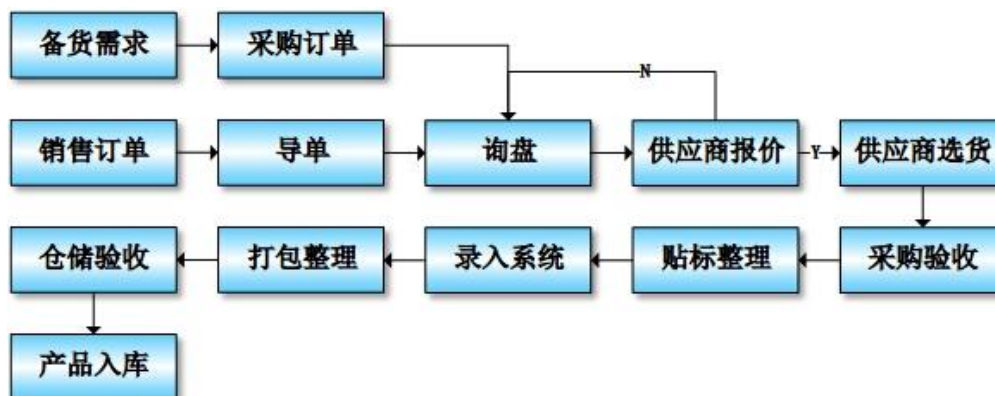 备货需求
采购订单
N
销售订单
导单
询盘
供应商报价
Y
供应商选货
仓储验收
打包整理
录入系统
贴标整理
采购验收
产品入库